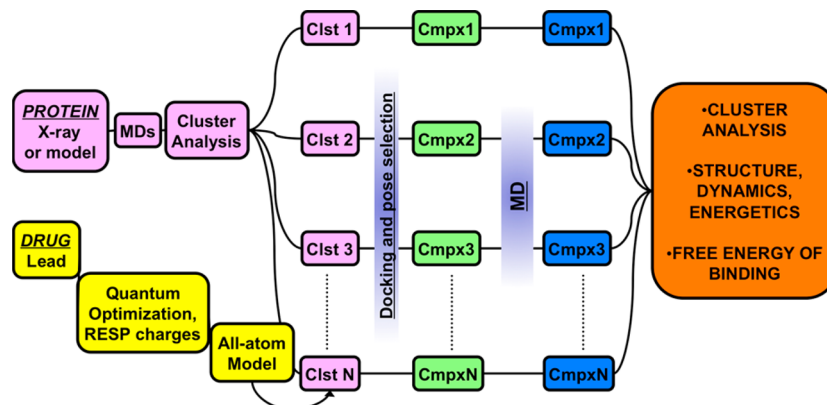 PROTEIN
X-ray
or model
MDs
Cluster
Analysis
DRUG
Lead
Quantum
Optimization,
RESP charges
All-atom
Model
Clst 1
Clst 2
Clst 3
Clst N
Docking and pose selection
Cmpx1
Cmpx2
Cmpx3
CmpxN
MD
Cmpx1
Cmpx2
Cmpx3
CmpxN
•CLUSTER
ANALYSIS
•STRUCTURE,
DYNAMICS,
ENERGETICS
•FREE ENERGY OF
BINDING